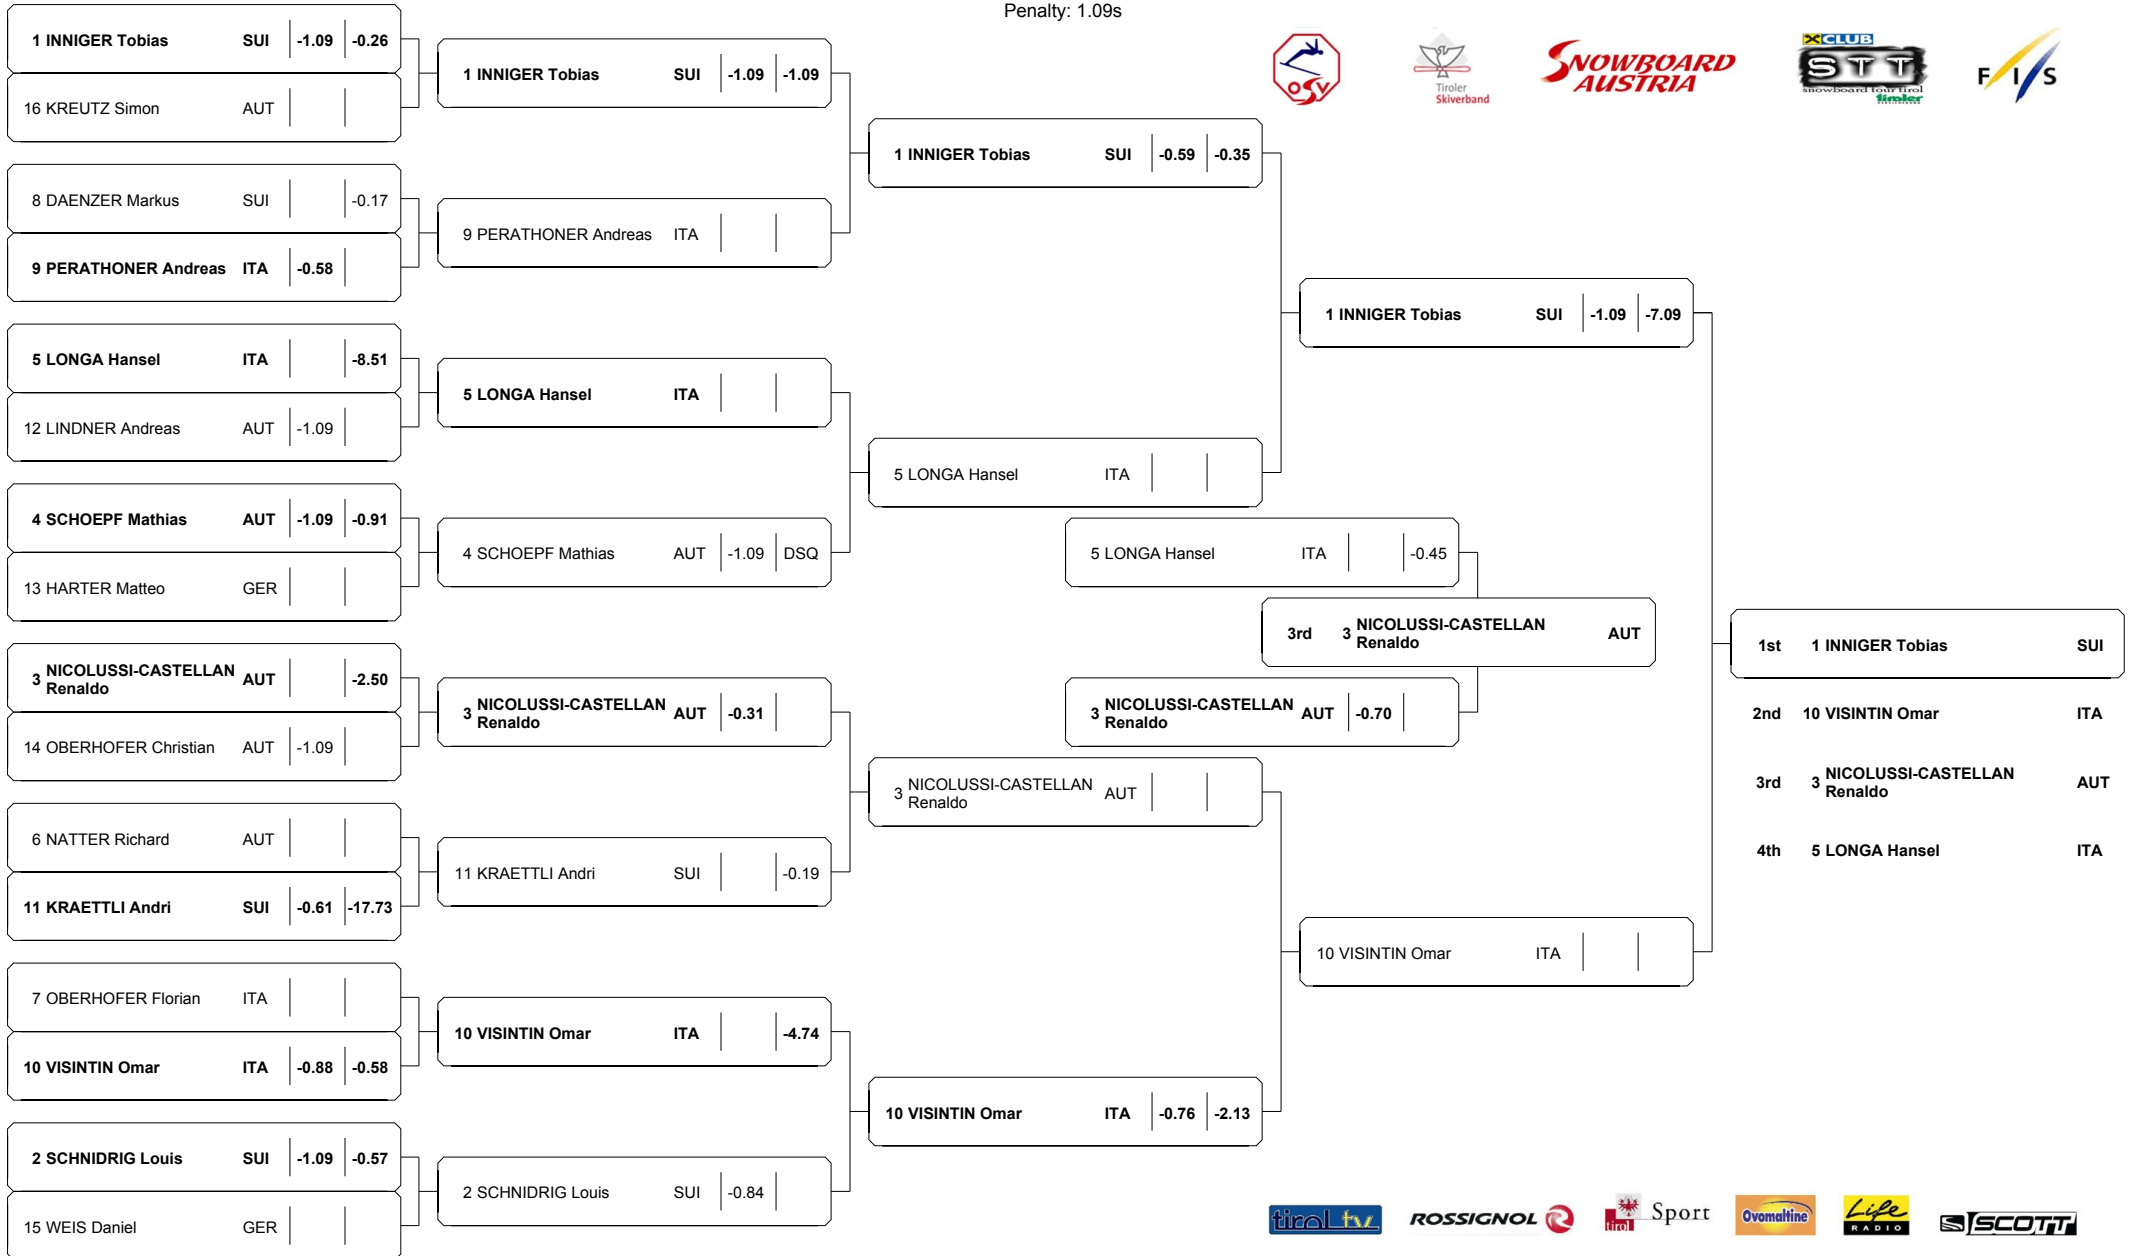 Penalty: 1.09s
1 INNIGER Tobias SUI -1.09 -0.26
16 KREUTZ Simon AUT
8 DAENZER Markus SUI -0.17
9 PERATHONER Andreas ITA -0.58
5 LONGA Hansel ITA -8.51
12 LINDNER Andreas AUT -1.09
4 SCHOEPF Mathias AUT -1.09 -0.91
13 HARTER Matteo GER
3 NICOLUSSI-CASTELLAN
Renaldo AUT -2.50
14 OBERHOFER Christian AUT -1.09
6 NATTER Richard AUT
11 KRAETTLI Andri SUI -0.61 -17.73
7 OBERHOFER Florian ITA
10 VISINTIN Omar ITA -0.88 -0.58
2 SCHNIDRIG Louis SUI -1.09 -0.57
15 WEIS Daniel GER
1 INNIGER Tobias SUI -1.09 -1.09
9 PERATHONER Andreas ITA
5 LONGA Hansel ITA
4 SCHOEPF Mathias AUT -1.09 DSQ
3 NICOLUSSI-CASTELLAN
Renaldo AUT -0.31
11 KRAETTLI Andri SUI -0.19
10 VISINTIN Omar ITA -4.74
2 SCHNIDRIG Louis SUI -0.84
1 INNIGER Tobias SUI -0.59 -0.35
5 LONGA Hansel ITA
3 NICOLUSSI-CASTELLAN
Renaldo AUT
10 VISINTIN Omar ITA -0.76 -2.13
5 LONGA Hansel ITA -0.45
3 NICOLUSSI-CASTELLAN
Renaldo AUT -0.70
3rd 3 NICOLUSSI-CASTELLAN
Renaldo AUT
1 INNIGER Tobias SUI -1.09 -7.09
10 VISINTIN Omar ITA
1st 1 INNIGER Tobias SUI
2nd 10 VISINTIN Omar ITA
3rd 3 NICOLUSSI-CASTELLAN
Renaldo AUT
4th 5 LONGA Hansel ITA
OSV
Tiroler
Skiverband
SNOWBOARD
AUSTRIA
XCLUB
STT
snowboard tour tirol
tiroler
F I S
tirol tv
ROSSIGNOL R
tirol Sport
Ovomaltine
Life
RADIO
S SCOTT